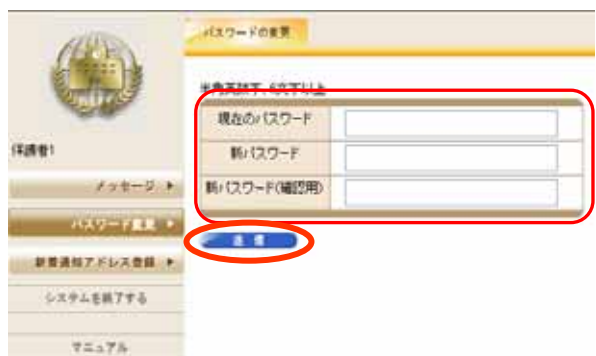 パスワードの変更
半角英数字、6文字以上
現在のパスワード
新パスワード
新パスワード(確認用)
送信
保護者1
メッセージ
パスワード変更
新着通知アドレス登録
システムを終了する
マニュアル